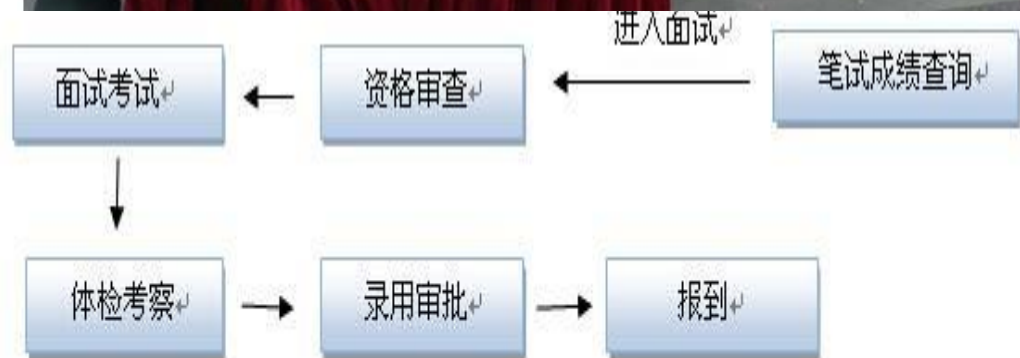 进入面试
笔试成绩查询
资格审查
面试考试
体检考察
录用审批
报到